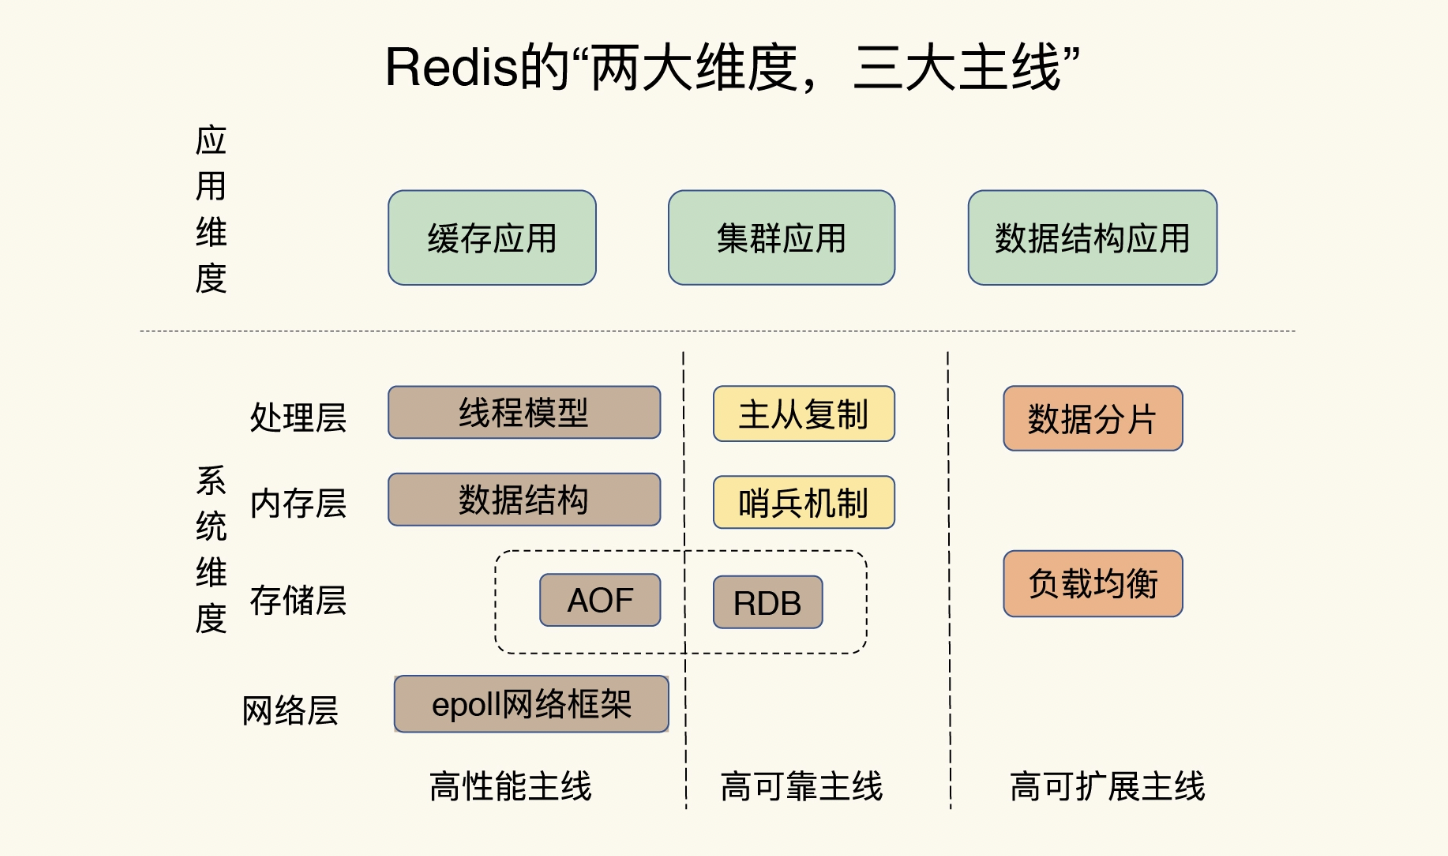 Redis的“两大维度，三大主线”
应用维度
缓存应用
集群应用
数据结构应用
系统维度
处理层
线程模型
主从复制
数据分片
内存层
数据结构
哨兵机制
存储层
AOF
RDB
负载均衡
网络层
epoll网络框架
高性能主线
高可靠主线
高可扩展主线